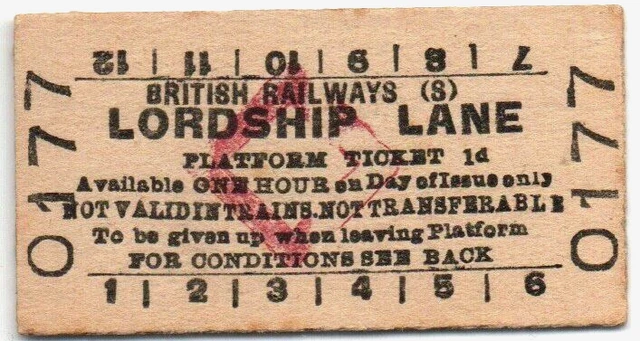 12 | 11 | 10 | 9 | 8 | 7
BRITISH RAILWAYS (S)
LORDSHIP LANE
PLATFORM TICKET 1d
Available ONE HOUR on Day of Issue only
NOT VALID IN TRAINS. NOT TRANSFERABLE
To be given up when leaving Platform
FOR CONDITIONS SEE BACK
1 | 2 | 3 | 4 | 5 | 6
0177
0177